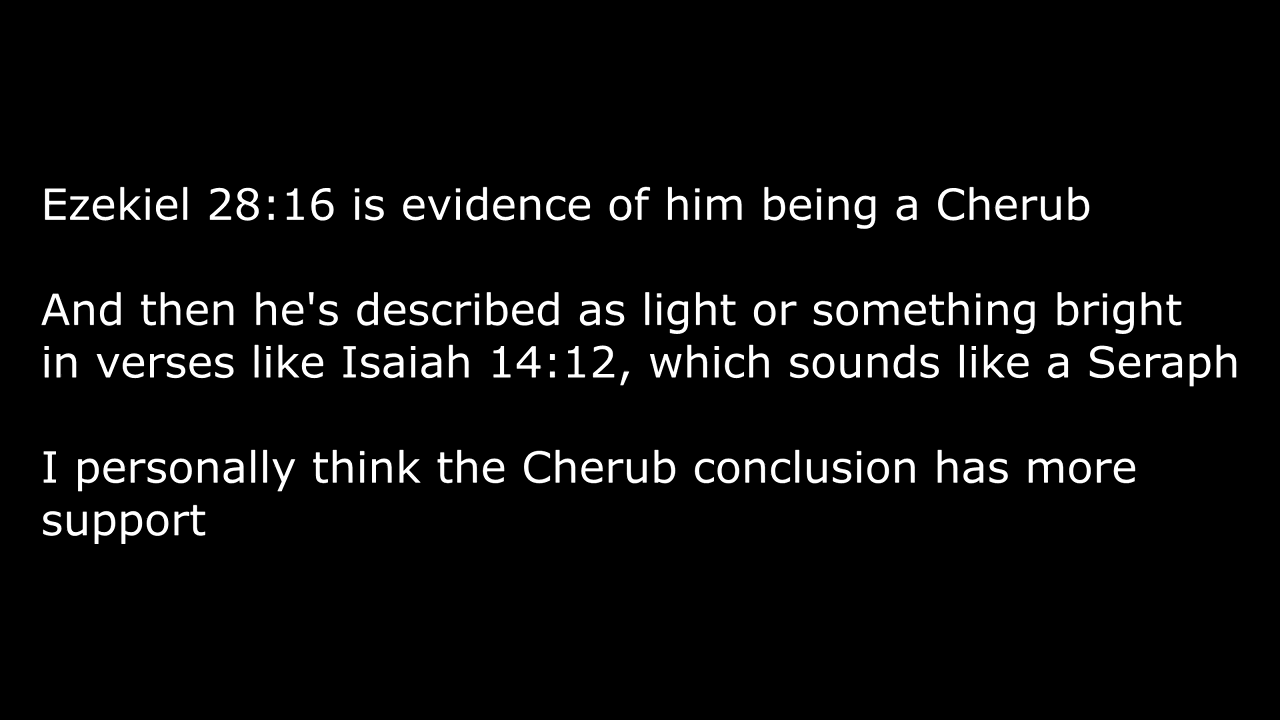 Ezekiel 28:16 is evidence of him being a Cherub
And then he's described as light or something bright
in verses like Isaiah 14:12, which sounds like a Seraph
I personally think the Cherub conclusion has more
support